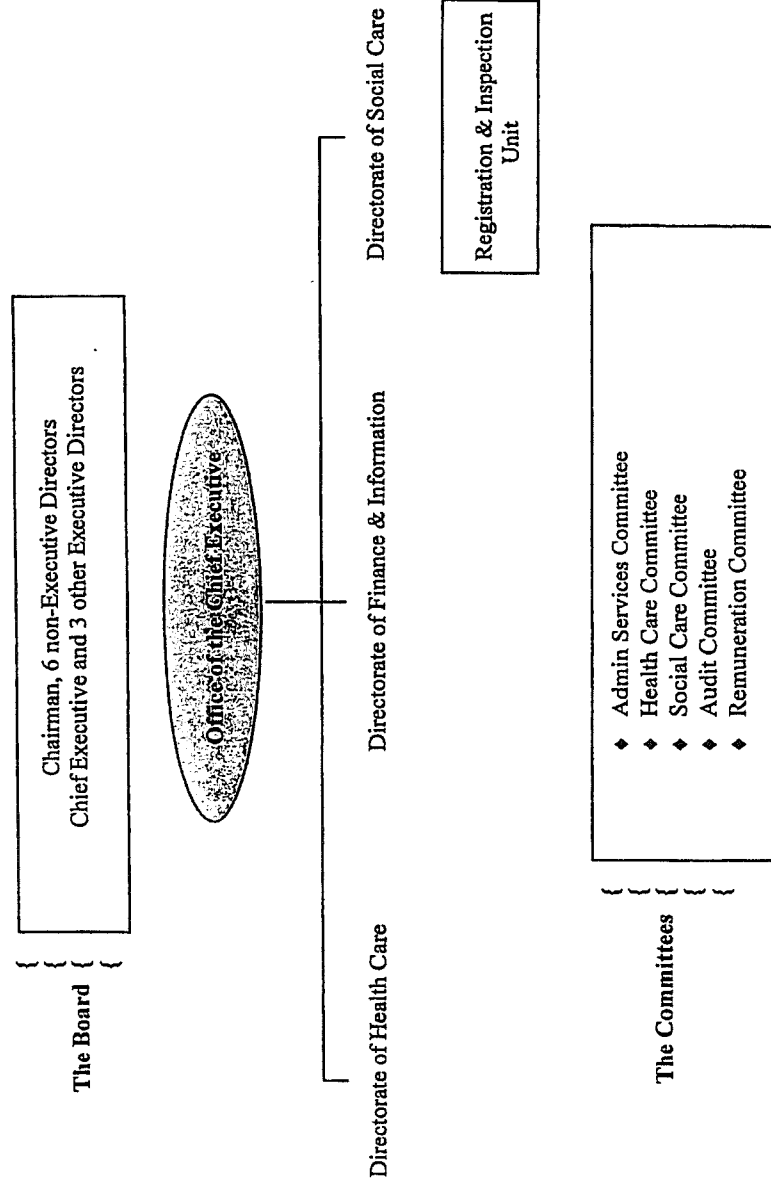 The Board
Chairman, 6 non-Executive Directors
Chief Executive and 3 other Executive Directors
Office of the Chief Executive
Directorate of Health Care
Directorate of Finance & Information
Directorate of Social Care
Registration & Inspection
Unit
The Committees
♦ Admin Services Committee
♦ Health Care Committee
♦ Social Care Committee
♦ Audit Committee
♦ Remuneration Committee